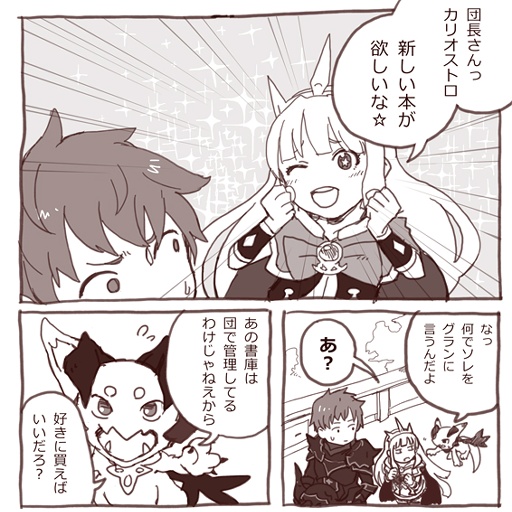 団長さんっ
カリオストロ
新しい本が
欲しいな☆
なっ
何でソレを
グランに
言うんだよ
あ?
あの書庫は
団で管理してる
わけじゃねえから
好きに買えば
いいだろ?